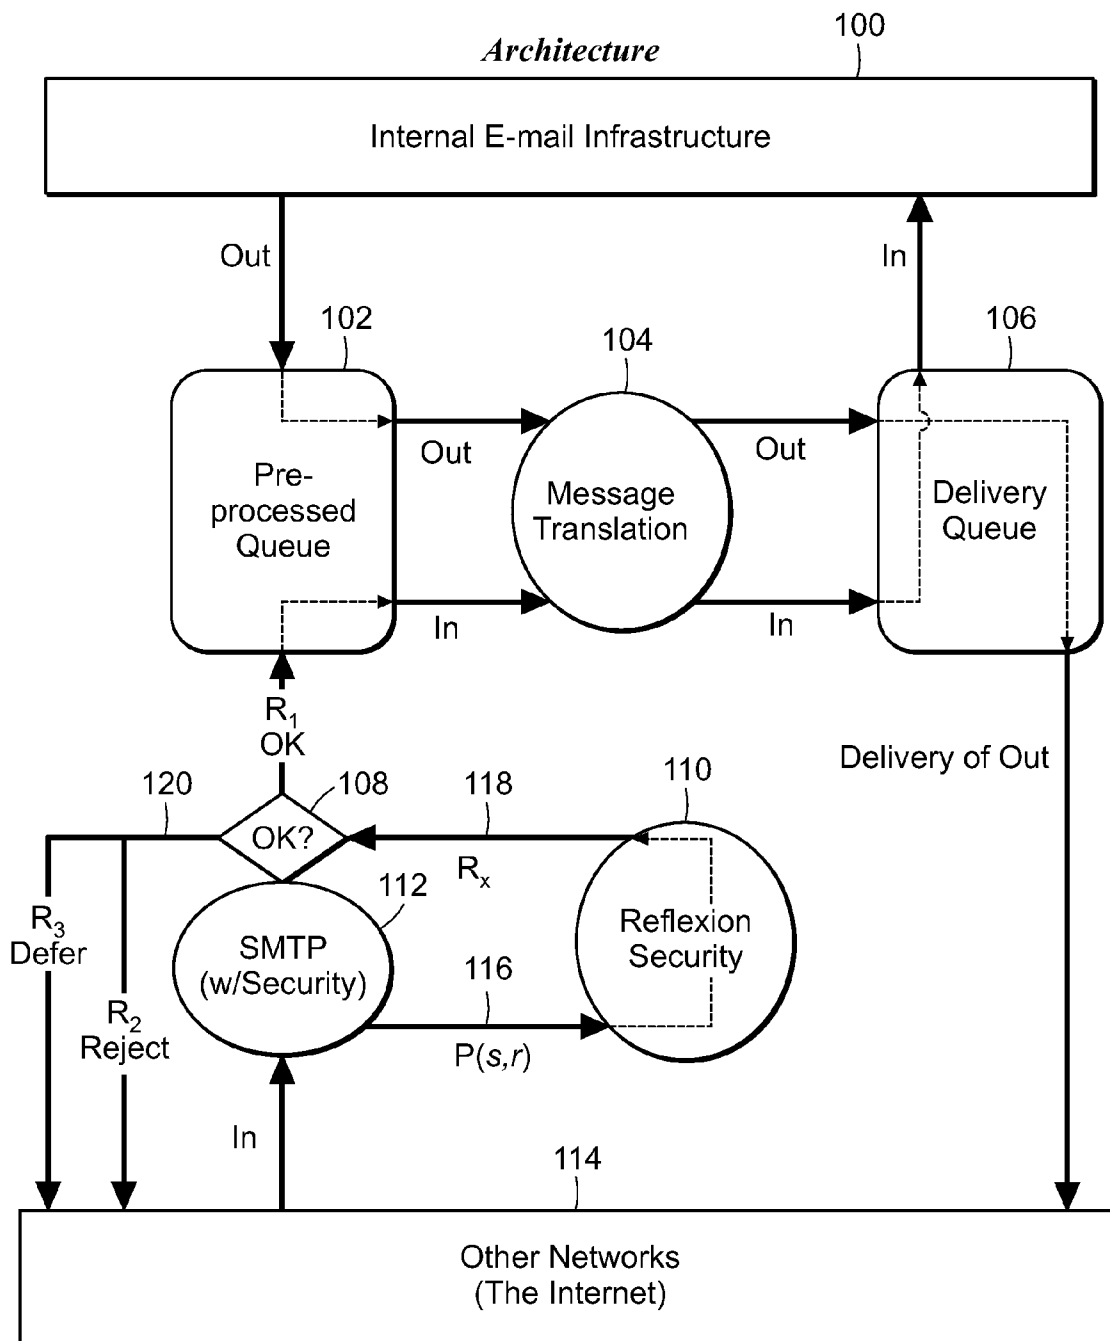 100
Architecture
Internal E-mail Infrastructure
Out
In
102
104
106
Out
Out
Pre-
processed
Queue
Message
Translation
Delivery
Queue
In
In
R1
OK
Delivery of Out
120
108
118
110
OK?
Rx
112
R3
Defer
SMTP
(w/Security)
Reflexion
Security
116
R2
Reject
P(s,r)
In
114
Other Networks
(The Internet)